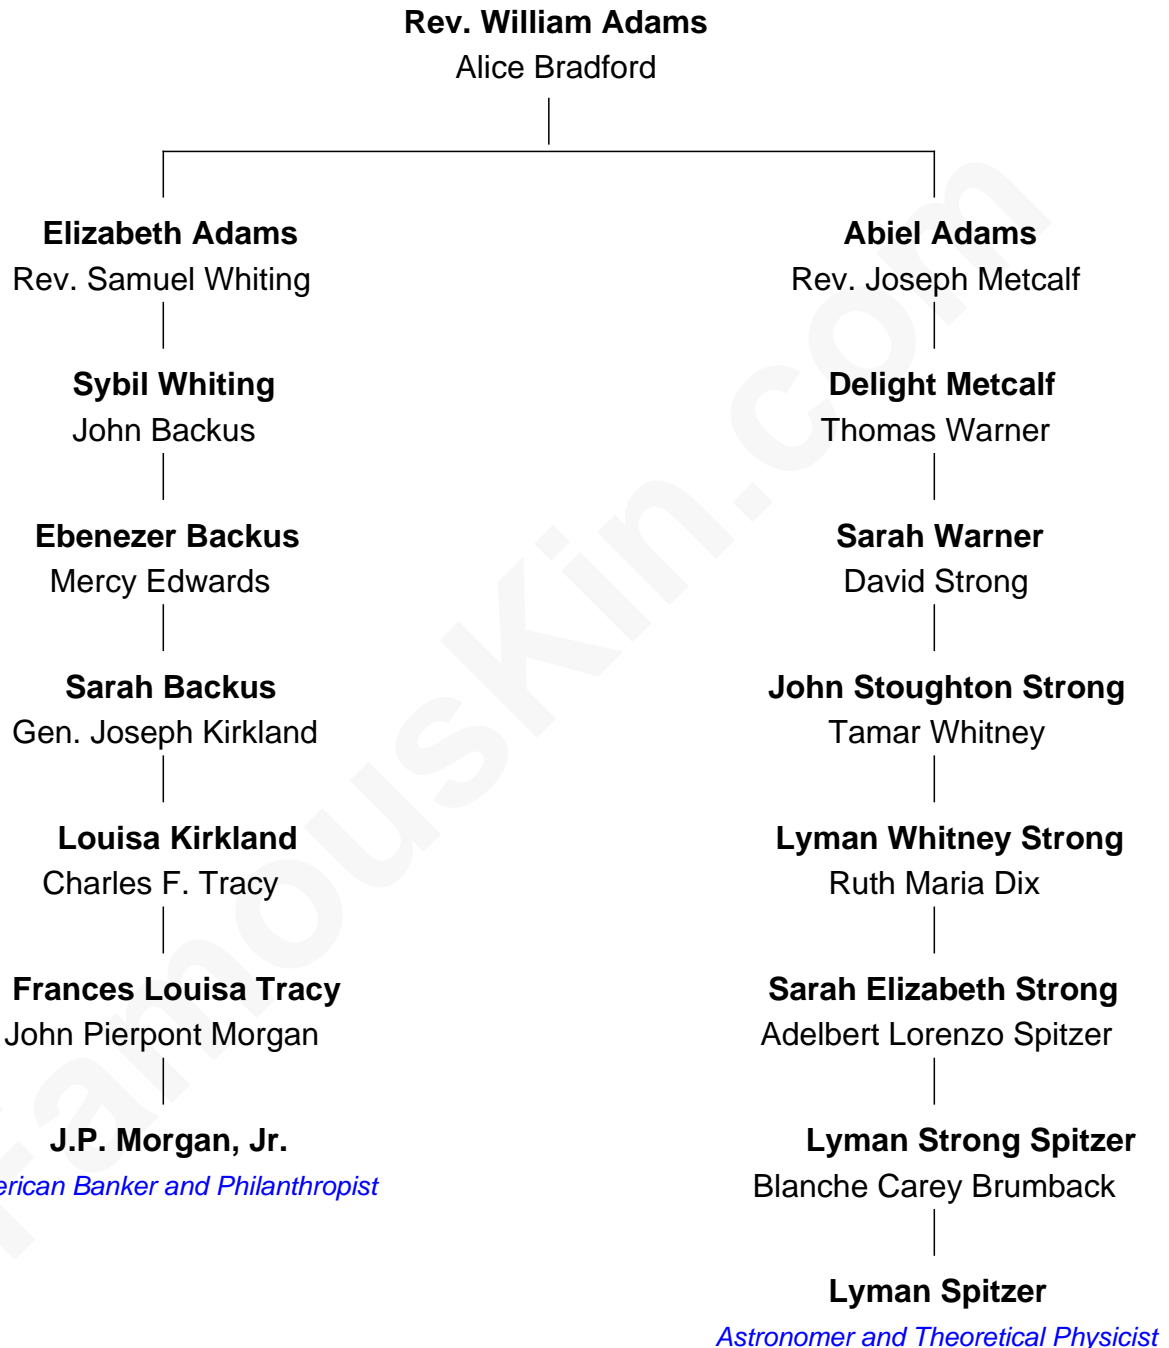 Rev. William Adams
Alice Bradford
Elizabeth Adams
Rev. Samuel Whiting
Sybil Whiting
John Backus
Ebenezer Backus
Mercy Edwards
Sarah Backus
Gen. Joseph Kirkland
Louisa Kirkland
Charles F. Tracy
Frances Louisa Tracy
John Pierpont Morgan
J.P. Morgan, Jr.
erican Banker and Philanthropist
Abiel Adams
Rev. Joseph Metcalf
Delight Metcalf
Thomas Warner
Sarah Warner
David Strong
John Stoughton Strong
Tamar Whitney
Lyman Whitney Strong
Ruth Maria Dix
Sarah Elizabeth Strong
Adelbert Lorenzo Spitzer
Lyman Strong Spitzer
Blanche Carey Brumback
Lyman Spitzer
Astronomer and Theoretical Physicist
FamousKin.com